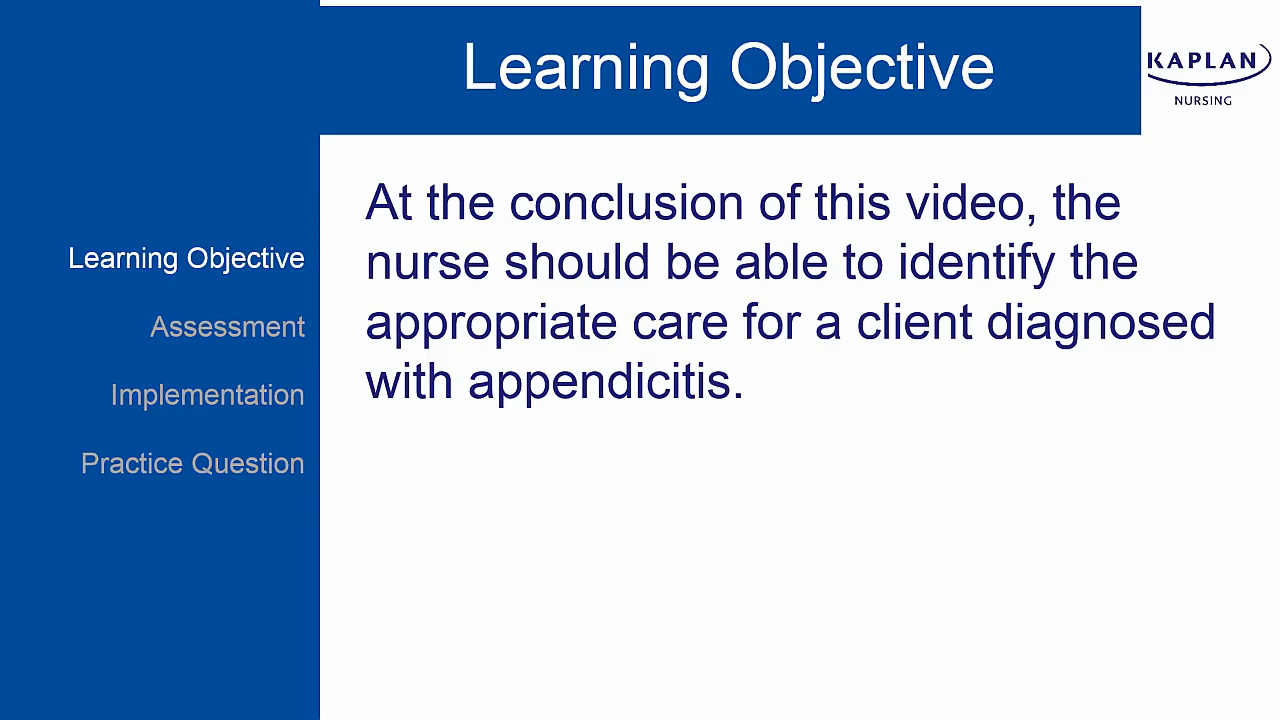 Learning Objective
KAPLAN
NURSING
Learning Objective
Assessment
Implementation
Practice Question
At the conclusion of this video, the
nurse should be able to identify the
appropriate care for a client diagnosed
with appendicitis.